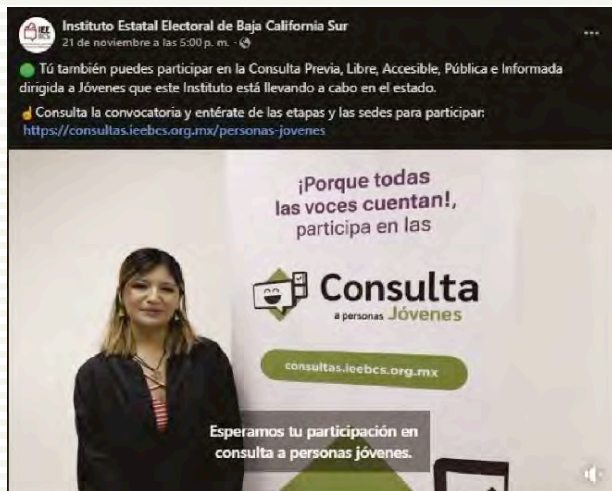 IEE
BCS
Instituto Estatal Electoral de Baja California Sur
21 de noviembre a las 5:00 p. m. ·
Tú también puedes participar en la Consulta Previa, Libre, Accesible, Pública e Informada
dirigida a Jóvenes que este Instituto está llevando a cabo en el estado.
Consulta la convocatoria y entérate de las etapas y las sedes para participar:
https://consultas.ieebcs.org.mx/personas-jovenes
¡Porque todas
las voces cuentan!,
participa en las
Consulta
a personas Jóvenes
consultas.ieebcs.org.mx
Esperamos tu participación en
consulta a personas jóvenes.